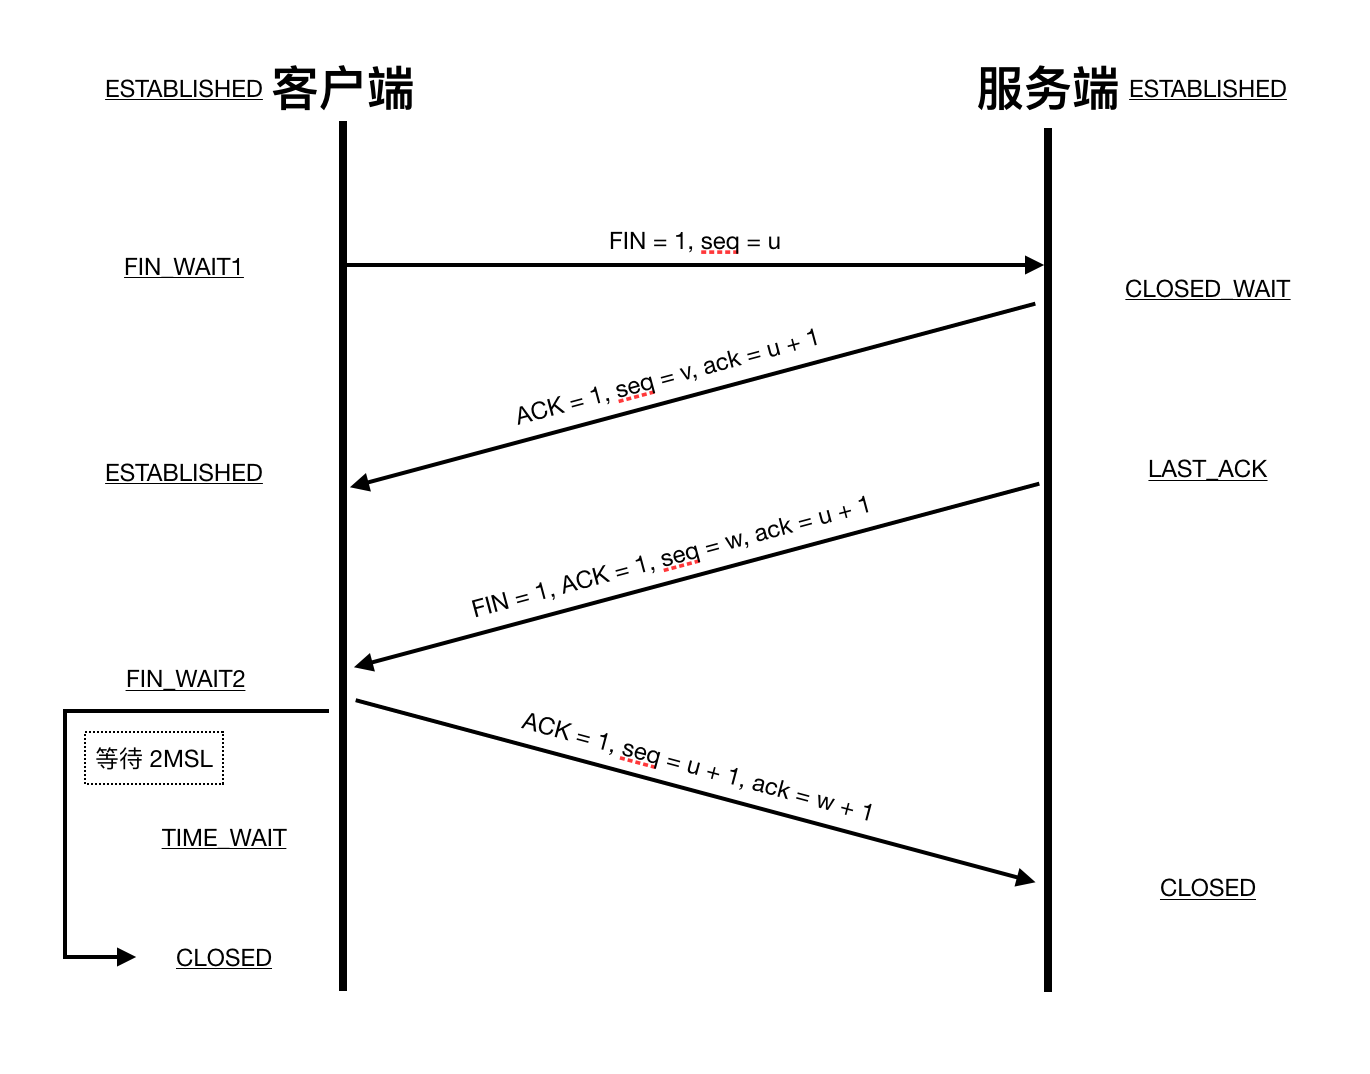 ESTABLISHED 客户端
服务端 ESTABLISHED
FIN = 1, seq = u
FIN_WAIT1
CLOSED_WAIT
ACK = 1, seq = v, ack = u + 1
ESTABLISHED
LAST_ACK
FIN = 1, ACK = 1, seq = w, ack = u + 1
FIN_WAIT2
ACK = 1, seq = u + 1, ack = w + 1
等待 2MSL
TIME_WAIT
CLOSED
CLOSED